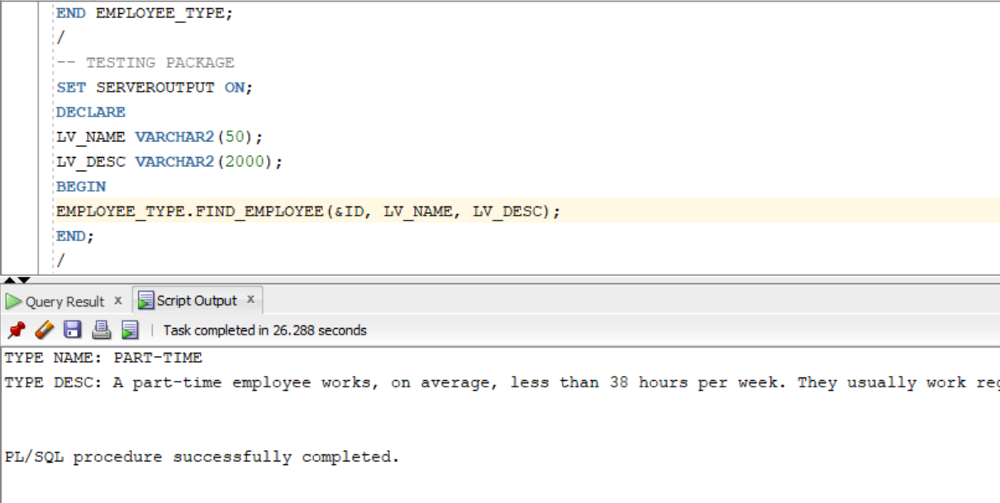 END EMPLOYEE_TYPE;
/
-- TESTING PACKAGE
SET SERVEROUTPUT ON;
DECLARE
LV_NAME VARCHAR2(50);
LV_DESC VARCHAR2(2000);
BEGIN
EMPLOYEE_TYPE.FIND_EMPLOYEE(&ID, LV_NAME, LV_DESC);
END;
/
Query Result x Script Output x
Task completed in 26.288 seconds
TYPE NAME: PART-TIME
TYPE DESC: A part-time employee works, on average, less than 38 hours per week. They usually work
PL/SQL procedure successfully completed.